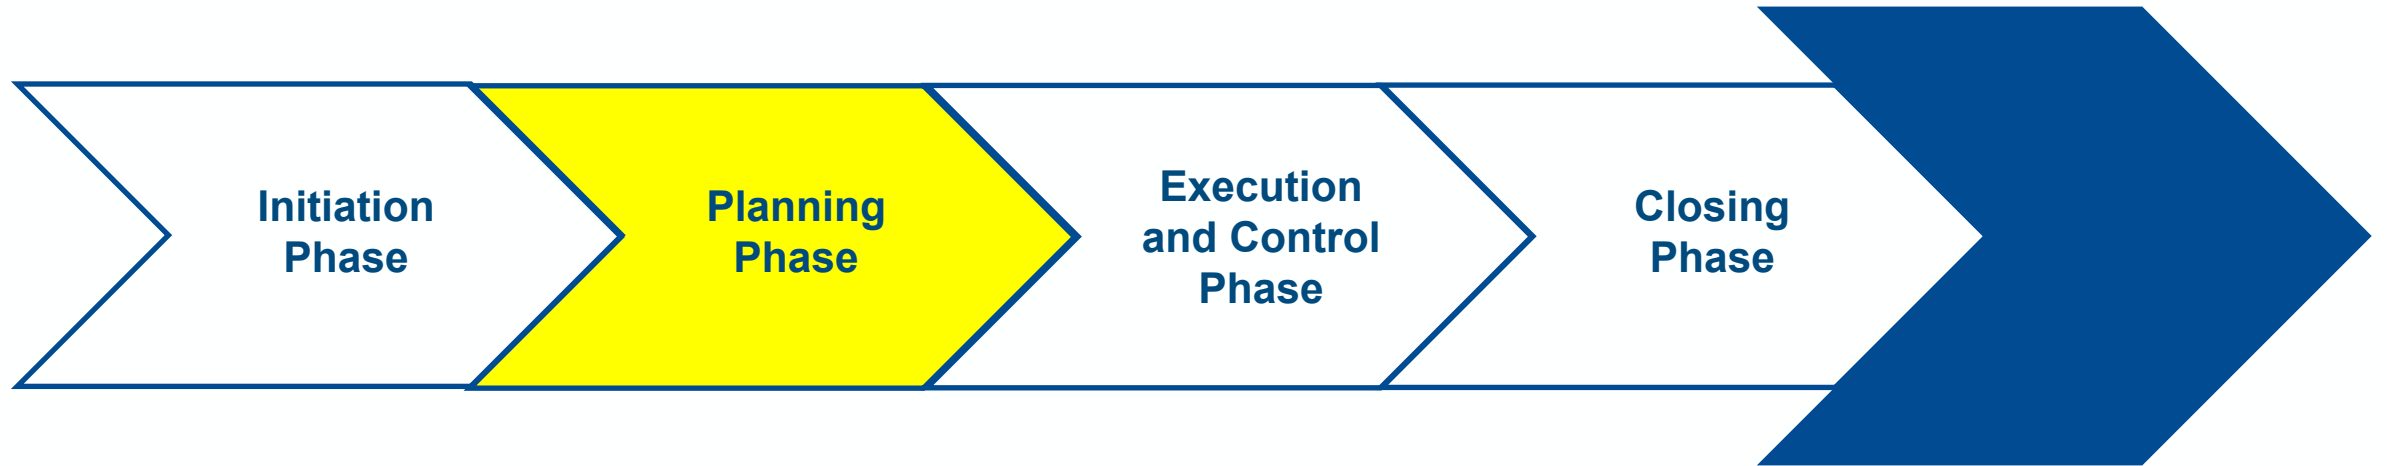 Initiation
Phase
Planning
Phase
Execution
and Control
Phase
Closing
Phase